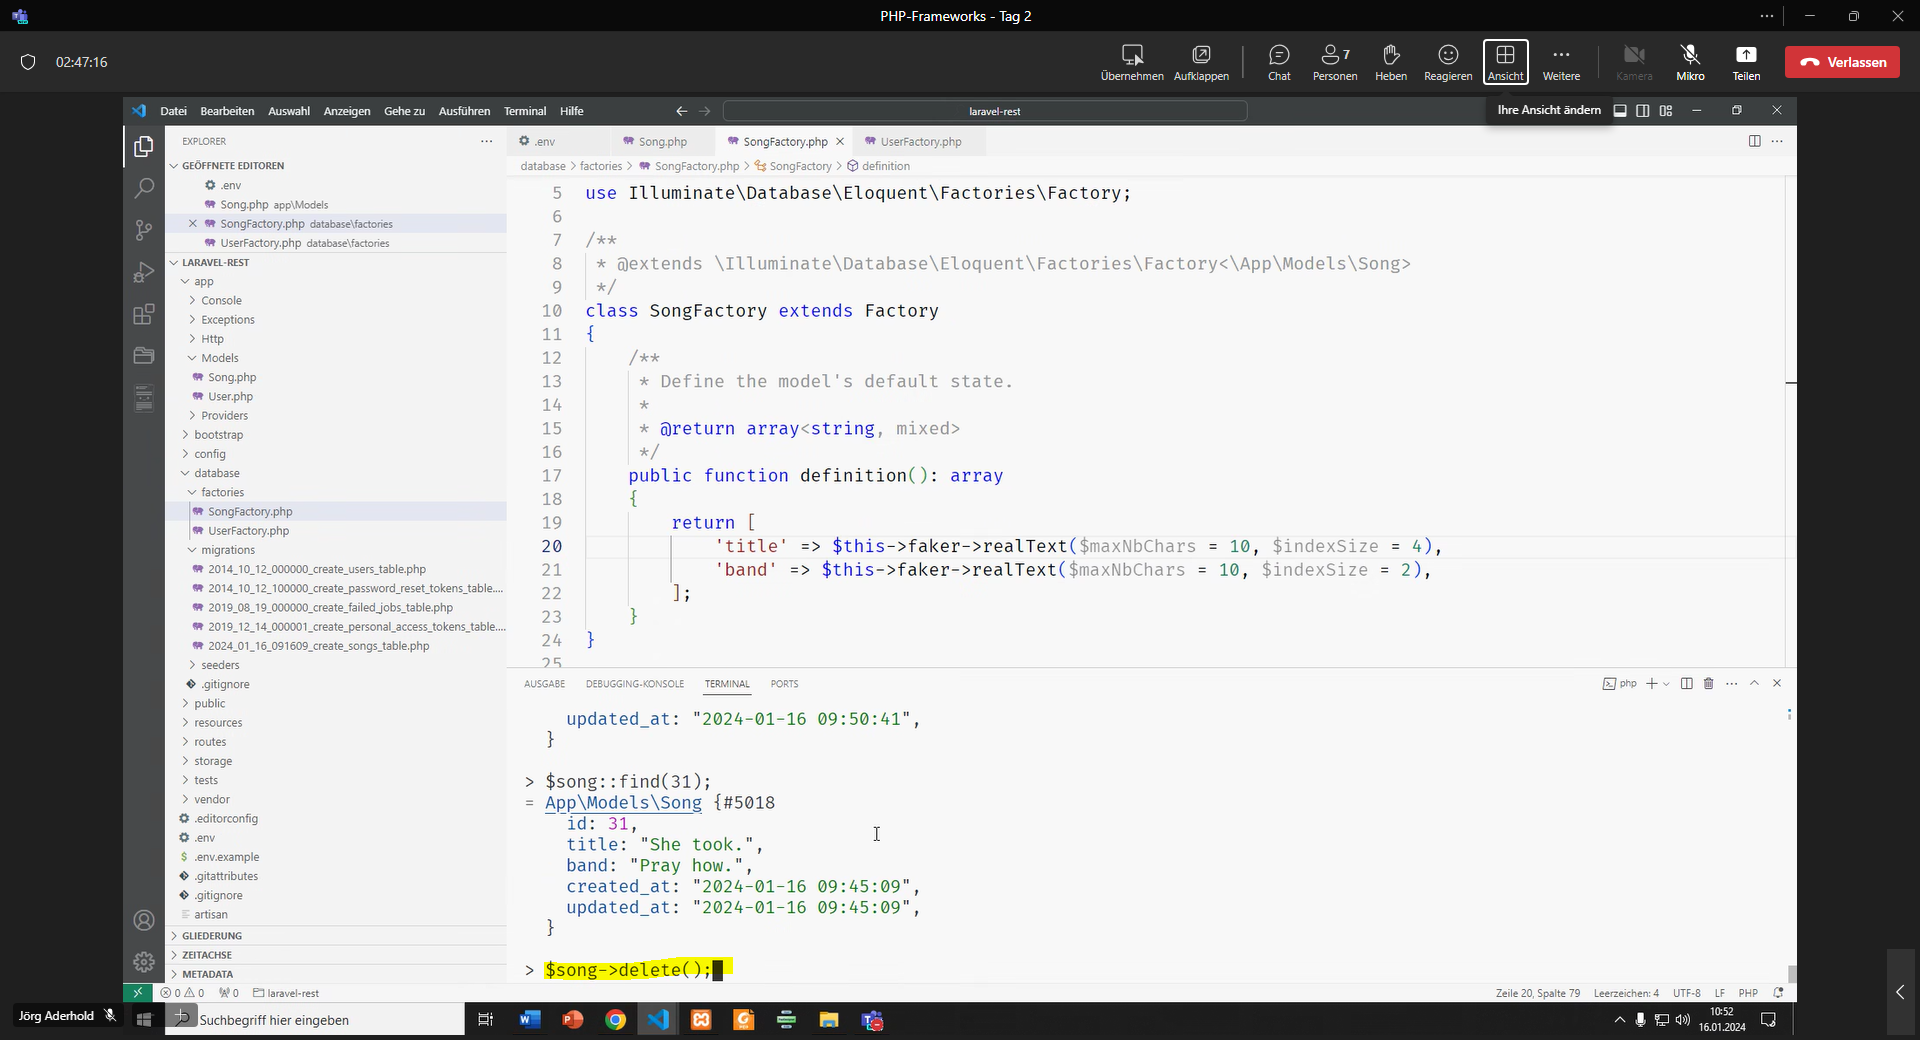 PHP-Frameworks - Tag 2
02:47:16
Übernehmen
Aufklappen
Chat
7
Personen
Heben
Reagieren
Ansicht
Weitere
Kamera
Mikro
Teilen
Verlassen
Datei Bearbeiten Auswahl Anzeigen Gehe zu Ausführen Terminal Hilfe
laravel-rest
Ihre Ansicht ändern
EXPLORER
GEÖFFNETE EDITOREN
.env
Song.php app\Models
SongFactory.php database\factories
UserFactory.php database\factories
LARAVEL-REST
app
Console
Exceptions
Http
Models
Song.php
User.php
Providers
bootstrap
config
database
factories
SongFactory.php
UserFactory.php
migrations
2014_10_12_000000_create_users_table.php
2014_10_12_100000_create_password_reset_tokens_table....
2019_08_19_000000_create_failed_jobs_table.php
2019_12_14_000001_create_personal_access_tokens_table....
2024_01_16_091609_create_songs_table.php
seeders
.gitignore
public
resources
routes
storage
tests
vendor
.editorconfig
.env
.env.example
.gitattributes
.gitignore
artisan
GLIEDERUNG
ZEITACHSE
METADATA
.env
Song.php
SongFactory.php
UserFactory.php
database > factories > SongFactory.php > SongFactory > definition
5 use Illuminate\Database\Eloquent\Factories\Factory;
6
7 /**
8 * @extends \Illuminate\Database\Eloquent\Factories\Factory<\App\Models\Song>
9 */
10 class SongFactory extends Factory
11 {
12 /**
13 * Define the model's default state.
14 *
15 * @return array<string, mixed>
16 */
17 public function definition(): array
18 {
19 return [
20 'title' => $this->faker->realText($maxNbChars = 10, $indexSize = 4),
21 'band' => $this->faker->realText($maxNbChars = 10, $indexSize = 2),
22 ];
23 }
24 }
25
AUSGABE
DEBUGGING-KONSOLE
TERMINAL
PORTS
php
updated_at: "2024-01-16 09:50:41",
}
> $song::find(31);
= App\Models\Song {#5018
id: 31,
title: "She took.",
band: "Pray how.",
created_at: "2024-01-16 09:45:09",
updated_at: "2024-01-16 09:45:09",
}
> $song->delete();
0 0 0 laravel-rest
Zeile 20, Spalte 79 Leerzeichen: 4 UTF-8 LF PHP
Jörg Aderhold
Suchbegriff hier eingeben
10:52
16.01.2024